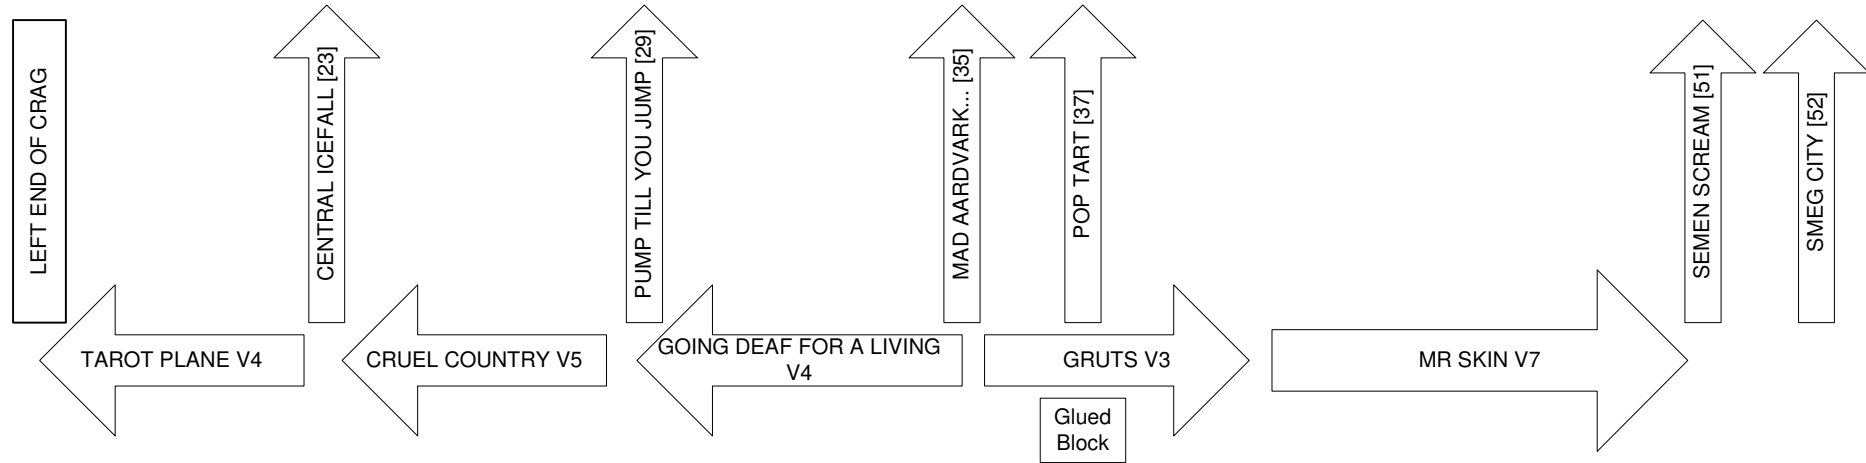 LEFT END OF CRAG
CENTRAL ICEFALL [23]
PUMP TILL YOU JUMP [29]
MAD AARDVARK... [35]
POP TART [37]
SEMEN SCREAM [51]
SMEG CITY [52]
TAROT PLANE V4
CRUEL COUNTRY V5
GOING DEAF FOR A LIVING
V4
GRUTS V3
MR SKIN V7
Glued
Block